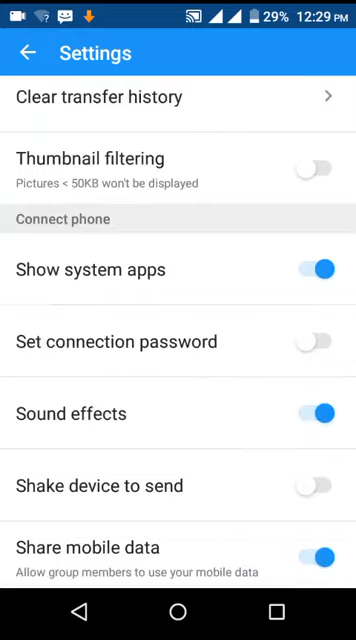 29% 12:29 PM
Settings
Clear transfer history
Thumbnail filtering
Pictures < 50KB won't be displayed
Connect phone
Show system apps
Set connection password
Sound effects
Shake device to send
Share mobile data
Allow group members to use your mobile data